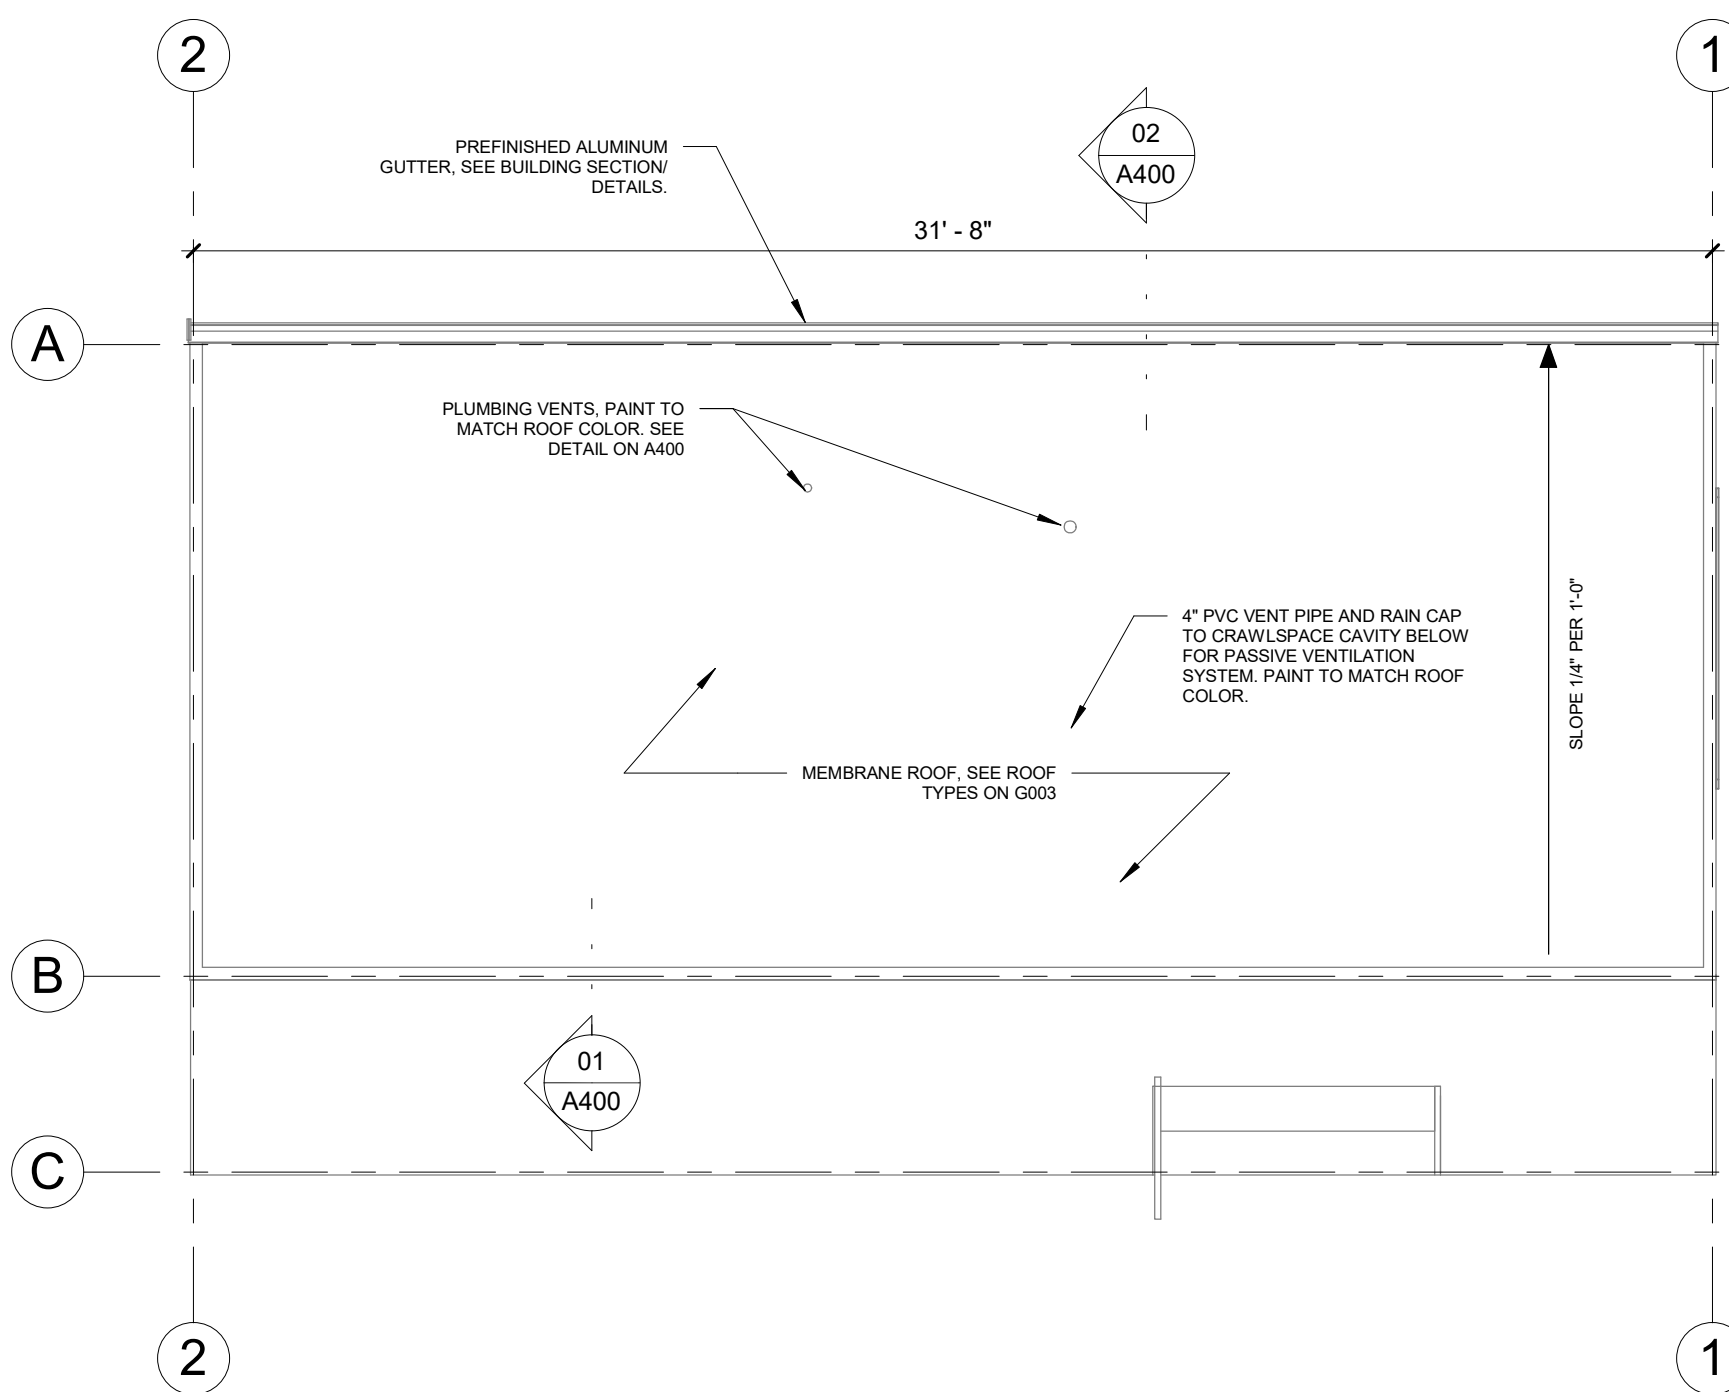 2
1
02
A400
PREFINISHED ALUMINUM
GUTTER, SEE BUILDING SECTION/
DETAILS.
31' - 8"
A
PLUMBING VENTS, PAINT TO
MATCH ROOF COLOR. SEE
DETAIL ON A400
4" PVC VENT PIPE AND RAIN CAP
TO CRAWLSPACE CAVITY BELOW
FOR PASSIVE VENTILATION
SYSTEM. PAINT TO MATCH ROOF
COLOR.
SLOPE 1/4" PER 1'-0"
MEMBRANE ROOF, SEE ROOF
TYPES ON G003
B
01
A400
C
2
1